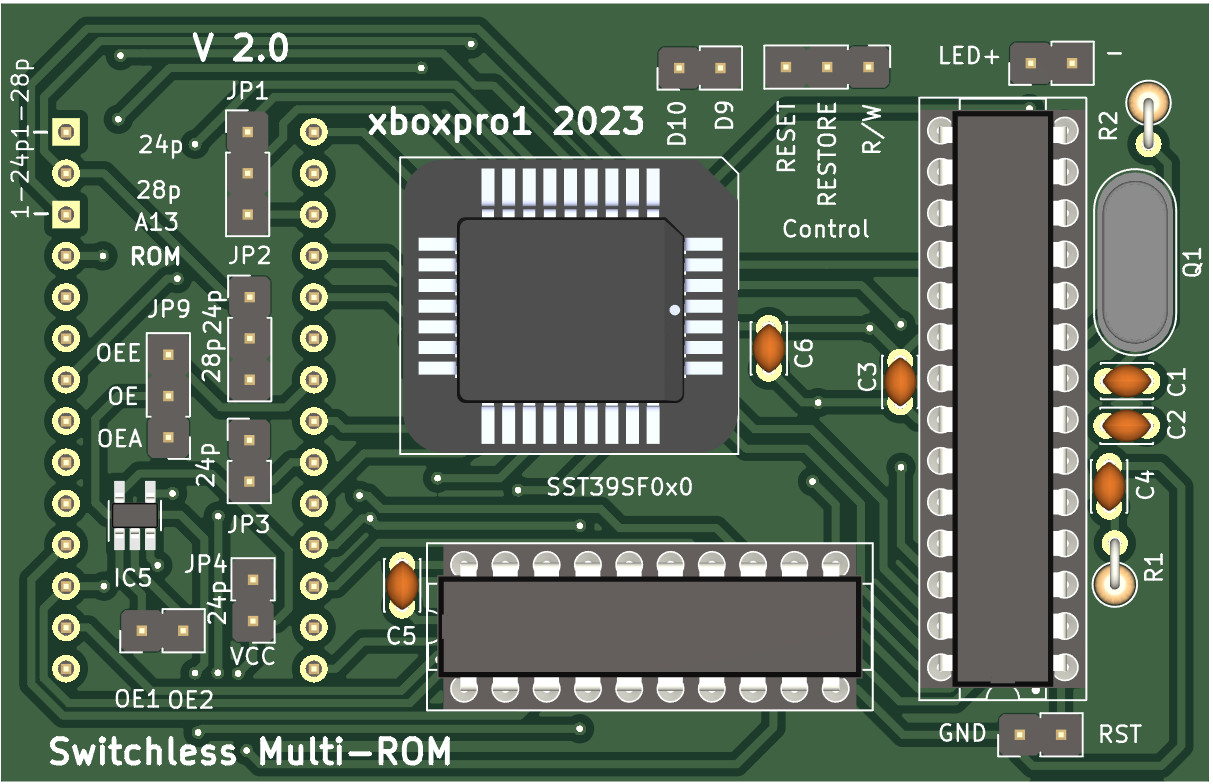 V 2.0
LED+ -
1-24p1-28p
JP1
xboxpro1 2023
D10
D9
RESET
RESTORE
R/W
R2
24p
28p
A13
Control
ROM
JP2
Q1
JP9
24p
28p
OEE
C6
C3
C1
OE
C2
OEA
24p
SST39SF0x0
C4
JP3
JP4
R1
IC5
24p
C5
VCC
OE1 OE2
GND
RST
Switchless Multi-ROM